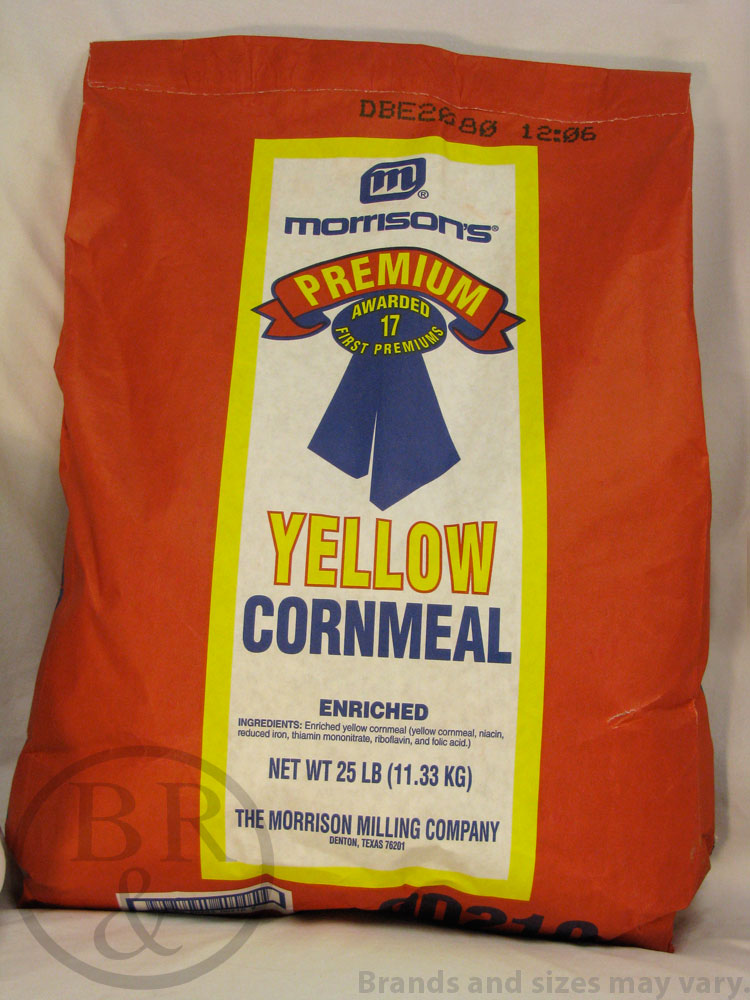 DBE2680 12:06
m®
morrison's®
PREMIUM
AWARDED
17
FIRST PREMIUMS
YELLOW
CORNMEAL
ENRICHED
INGREDIENTS: Enriched yellow cornmeal (yellow cornmeal, niacin,
reduced iron, thiamin mononitrate, riboflavin, and folic acid.)
NET WT 25 LB (11.33 KG)
THE MORRISON MILLING COMPANY
DENTON, TEXAS 76201
B R
&
Brands and sizes may vary.